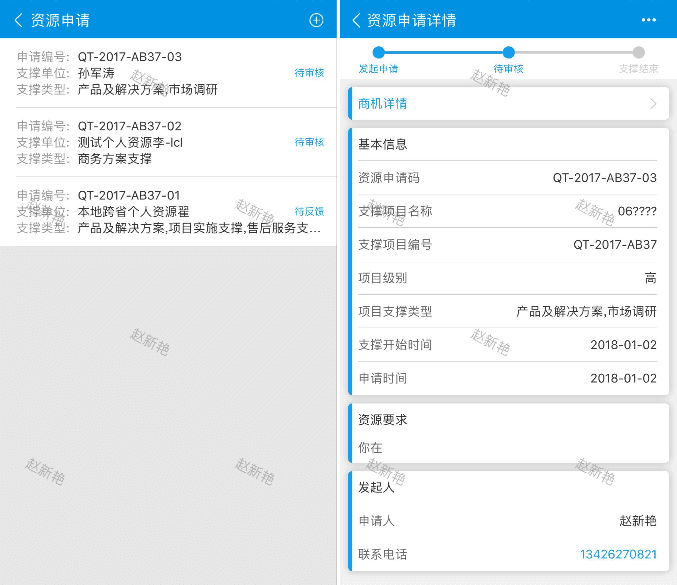 资源申请
申请编号: QT-2017-AB37-03
支撑单位: 孙军涛
待审核
支撑类型: 产品及解决方案,市场调研
申请编号: QT-2017-AB37-02
支撑单位: 测试个人资源李-lcl
待审核
支撑类型: 商务方案支撑
申请编号: QT-2017-AB37-01
支撑单位: 本地跨省个人资源翟
待反馈
支撑类型: 产品及解决方案,项目实施支撑,售后服务支...
赵新艳
赵新艳
赵新艳
赵新艳
赵新艳
赵新艳
资源申请详情
发起申请
待审核
支撑结束
商机详情
基本信息
资源申请码 QT-2017-AB37-03
支撑项目名称 06????
支撑项目编号 QT-2017-AB37
项目级别 高
项目支撑类型 产品及解决方案,市场调研
支撑开始时间 2018-01-02
申请时间 2018-01-02
资源要求
你在
发起人
申请人 赵新艳
联系电话 13426270821
赵新艳
赵新艳
赵新艳
赵新艳
赵新艳
赵新艳